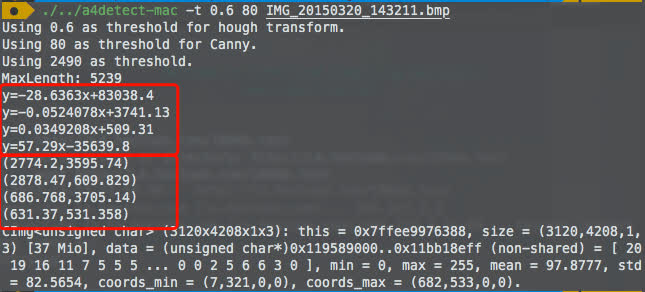 ./../a4detect-mac -t 0.6 80 IMG_20150320_143211.bmp
Using 0.6 as threshold for hough transform.
Using 80 as threshold for Canny.
Using 2490 as threshold.
MaxLength: 5239
y=-28.6363x+83038.4
y=-0.0524078x+3741.13
y=0.0349208x+509.31
y=57.29x-35639.8
(2774.2,3595.74)
(2878.47,609.829)
(686.768,3705.14)
(631.37,531.358)
CImg<unsigned char> (3120x4208x1x3): this = 0x7ffee9976388, size = (3120,4208,1,
3) [37 Mio], data = (unsigned char*)0x119589000..0x11bb18eff (non-shared) = [ 20
19 16 11 7 5 5 5 ... 0 0 2 5 6 6 3 0 ], min = 0, max = 255, mean = 97.8777, std
= 82.5654, coords_min = (7,321,0,0), coords_max = (682,533,0,0).